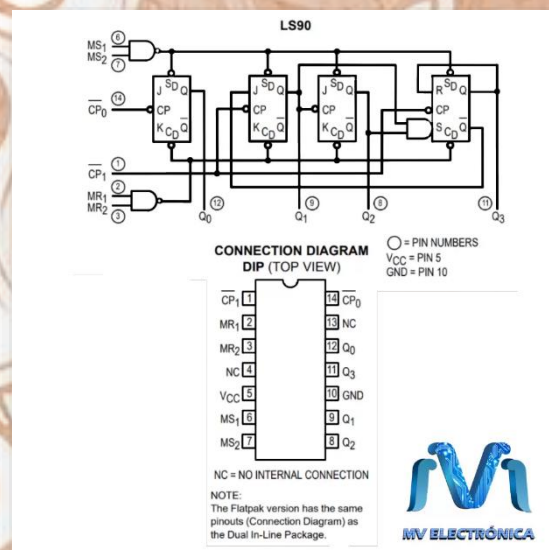 LS90
MS1 6
MS2 7
J SD Q J SD Q J SD Q R SD Q
CP0 14 CP CP CP CP
K CD Q K CD Q K CD Q S CD Q
CP1 1
MR1 2
MR2 3
Q0 12 Q1 9 Q2 8 Q3 11
= PIN NUMBERS
VCC = PIN 5
GND = PIN 10
CONNECTION DIAGRAM
DIP (TOP VIEW)
CP1 1 14 CP0
MR1 2 13 NC
MR2 3 12 Q0
NC 4 11 Q3
VCC 5 10 GND
MS1 6 9 Q1
MS2 7 8 Q2
NC = NO INTERNAL CONNECTION
NOTE:
The Flatpak version has the same
pinouts (Connection Diagram) as
the Dual In-Line Package.
MV ELECTRÓNICA